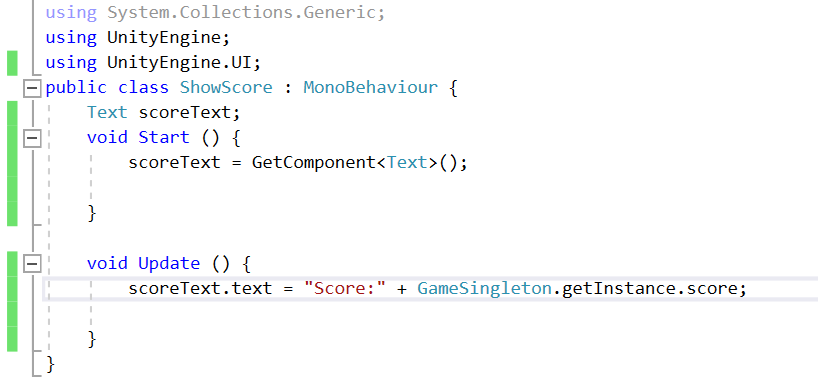 using System.Collections.Generic;
using UnityEngine;
using UnityEngine.UI;
public class ShowScore : MonoBehaviour {
Text scoreText;
void Start () {
scoreText = GetComponent<Text>();
}
void Update () {
scoreText.text = "Score:" + GameSingleton.getInstance.score;
}
}